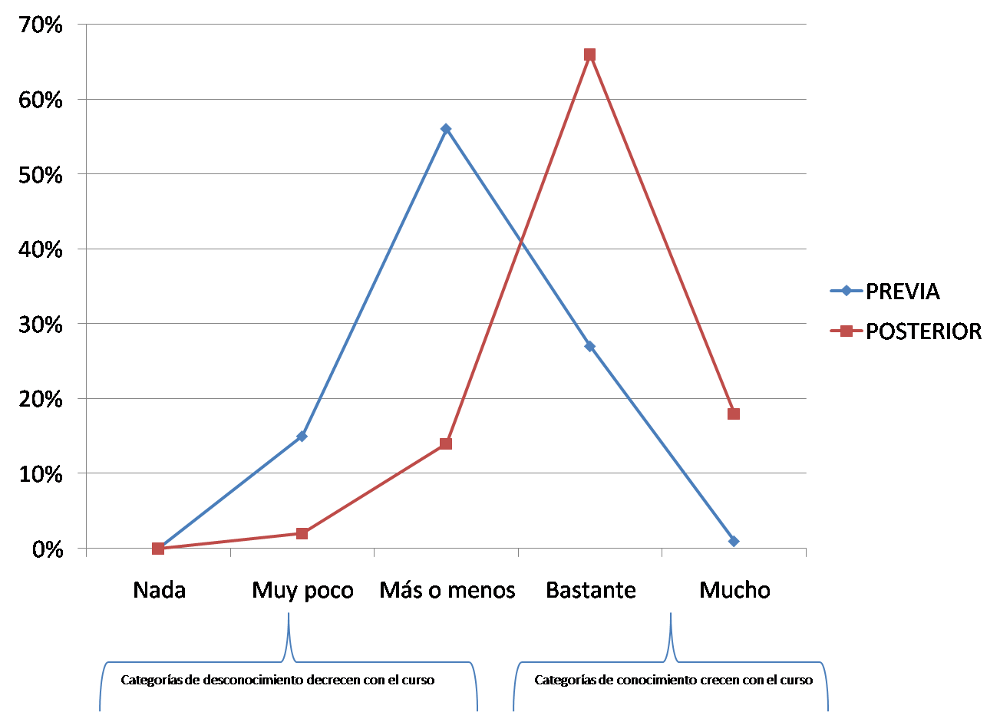 70%
60%
50%
40%
30%
20%
10%
0%
Nada
Muy poco
Más o menos
Bastante
Mucho
PREVIA
POSTERIOR
Categorías de desconocimiento decrecen con el curso
Categorías de conocimiento crecen con el curso